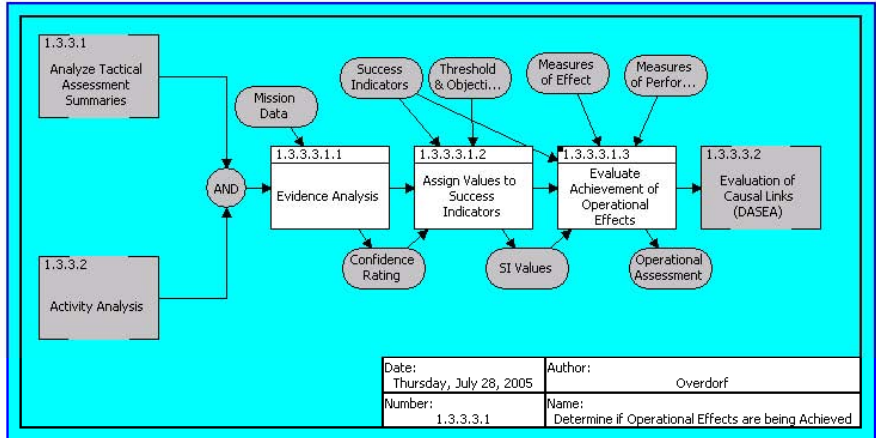 1.3.3.1
Analyze Tactical
Assessment
Summaries
Success
Indicators
Threshold
& Objecti...
Measures
of Effect
Measures
of Perfor...
Mission
Data
1.3.3.3.1.1
Evidence Analysis
1.3.3.3.1.2
Assign Values to
Success
Indicators
1.3.3.3.1.3
Evaluate
Achievement of
Operational
Effects
1.3.3.3.2
Evaluation of
Causal Links
(DASEA)
AND
1.3.3.2
Activity Analysis
Confidence
Rating
SI Values
Operational
Assessment
Date:
Thursday, July 28, 2005
Author:
Overdorf
Number:
1.3.3.3.1
Name:
Determine if Operational Effects are being Achieved